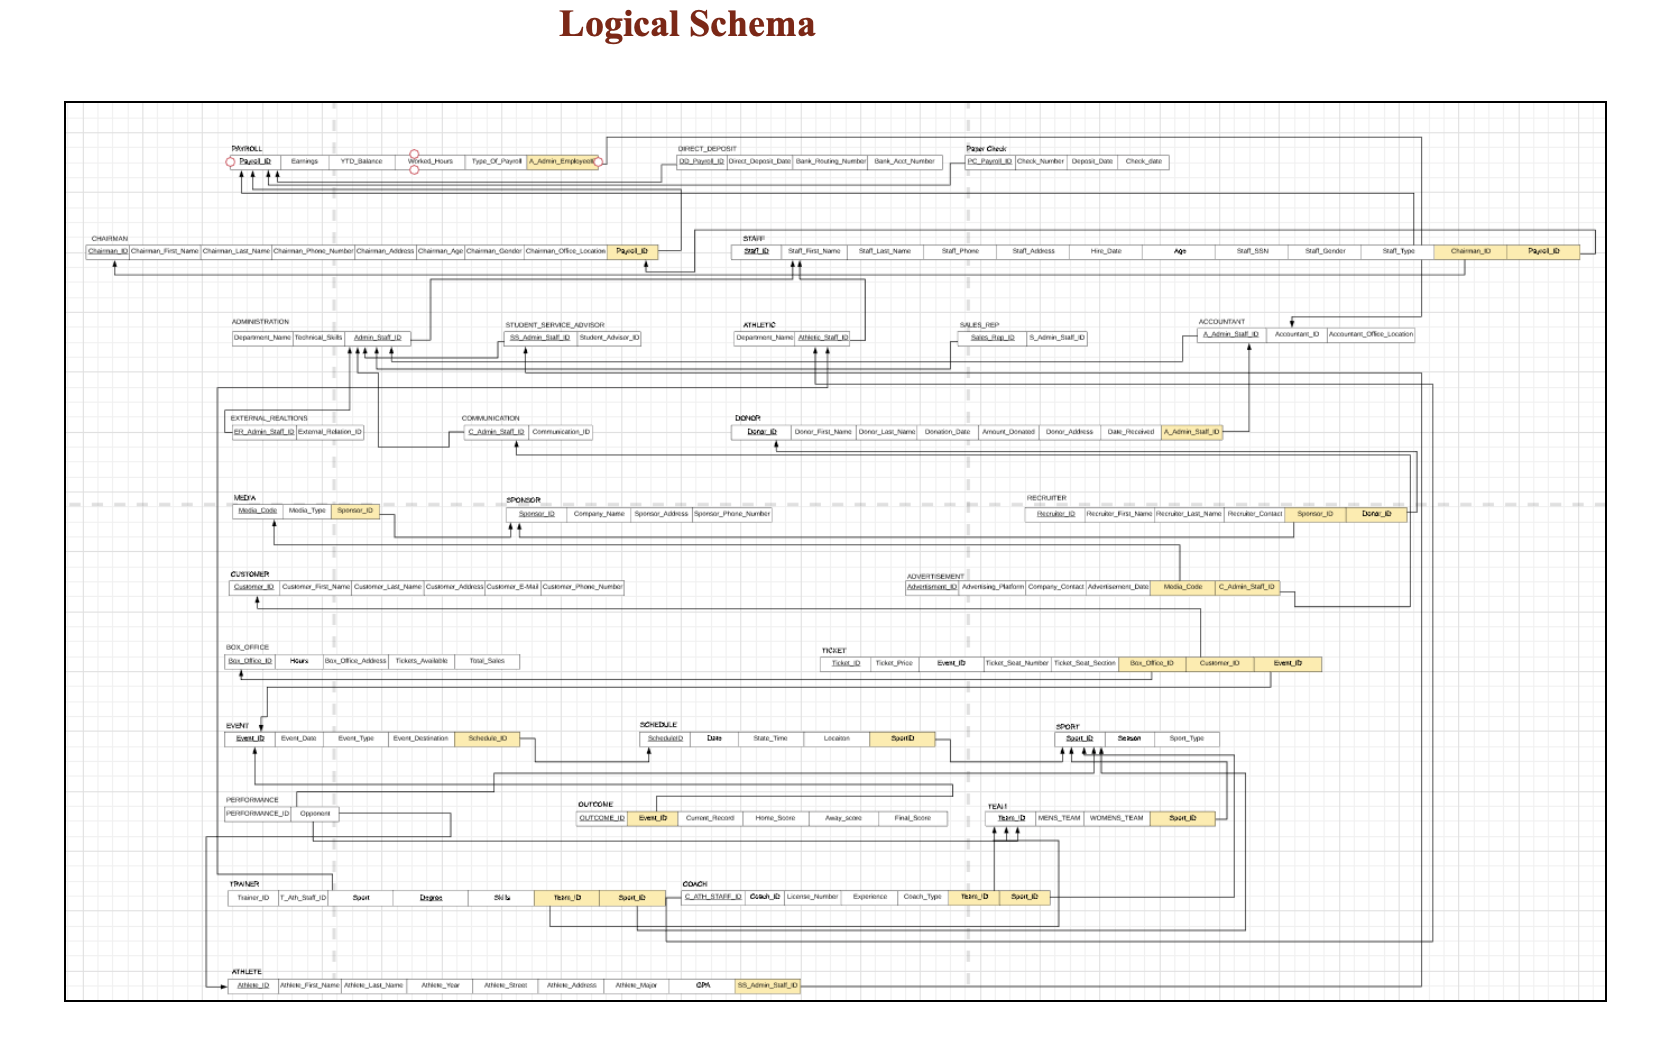 Logical Schema
PAYROLL
Payroll_ID Earnings YTD_Balance Worked_Hours Type_Of_Payroll A_Admin_Employee
DIRECT_DEPOSIT
DD_Payroll_ID Direct_Deposit_Date Bank_Routing_Number Bank_Acct_Number
Paser Check
PC_Payroll_ID Check_Number Deposit_Date Check_date
CHAIRMAN
Chairman_ID Chairman_First_Name Chairman_Last_Name Chairman_Phone_Number Chairman_Address Chairman_Age Chairman_Gender Chairman_Office_Location Payroll_ID
STAFF
Staff_ID Staff_First_Name Staff_Last_Name Staff_Phone Staff_Address Hire_Date Age Staff_SSN Staff_Gender Staff_Type Chairman_ID Payroll_ID
ADMINISTRATION
Department_Name Technical_Skills Admin_Staff_ID
STUDENT_SERVICE_ADVISOR
SS_Admin_Staff_ID Student_Advisor_ID
ATHLETIC
Department_Name Athlete_Staff_ID
SALES_REP
Sales_Rep_ID S_Admin_Staff_ID
ACCOUNTANT
A_Admin_Staff_ID Accountant_ID Accountant_Office_Location
EXTERNAL_REALTIONS
ER_Admin_Staff_ID External_Relation_ID
COMMUNICATION
C_Admin_Staff_ID Communication_ID
DONOR
Donor_ID Donor_First_Name Donor_Last_Name Donation_Date Amount_Donated Donor_Address Date_Received A_Admin_Staff_ID
MEDIA
Media_Code Media_Type Sponsor_ID
SPONSOR
Sponsor_ID Company_Name Sponsor_Address Sponsor_Phone_Number
RECRUITER
Recruiter_ID Recruiter_First_Name Recruiter_Last_Name Recruiter_Contact Sponsor_ID Donor_ID
CUSTOMER
Customer_ID Customer_First_Name Customer_Last_Name Customer_Address Customer_E-Mail Customer_Phone_Number
ADVERTISEMENT
Advertisment_ID Advertising_Platform Company_Contact Advertisement_Date Media_Code C_Admin_Staff_ID
BOX_OFFICE
Box_Office_ID Hours Box_Office_Address Tickets_Available Total_Sales
TICKET
Ticket_ID Ticket_Price Event_ID Ticket_Seat_Number Ticket_Seat_Section Box_Office_ID Customer_ID Event_ID
EVENT
Event_ID Event_Date Event_Type Event_Destination Schedule_ID
SCHEDULE
ScheduleID Date State_Time Locaiton SportID
SPORT
Sport_ID Season Sport_Type
PERFORMANCE
PERFORMANCE_ID Opponent
OUTCOME
OUTCOME_ID Event_ID Current_Record Home_Score Away_score Final_Score
TEAM
Team_ID MENS_TEAM WOMENS_TEAM Sport_ID
TRAINER
Trainer_ID T_Ath_Staff_ID Sport Degree Skills Team_ID Sport_ID
COACH
C_ATH_STAFF_ID Coach_ID License_Number Experience Coach_Type Team_ID Sport_ID
ATHLETE
Athlete_ID Athlete_First_Name Athlete_Last_Name Athlete_Year Athlete_Street Athlete_Address Athlete_Major GPA SS_Admin_Staff_ID